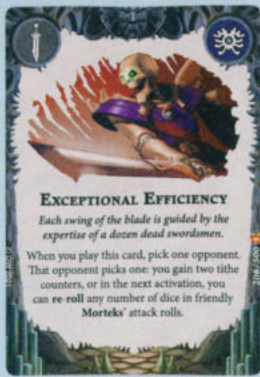 EXCEPTIONAL EFFICIENCY
Each swing of the blade is guided by the
expertise of a dozen dead swordsmen.
When you play this card, pick one opponent.
That opponent picks one: you gain two tithe
counters, or in the next activation, you
can re-roll any number of dice in friendly
Morteks' attack rolls.